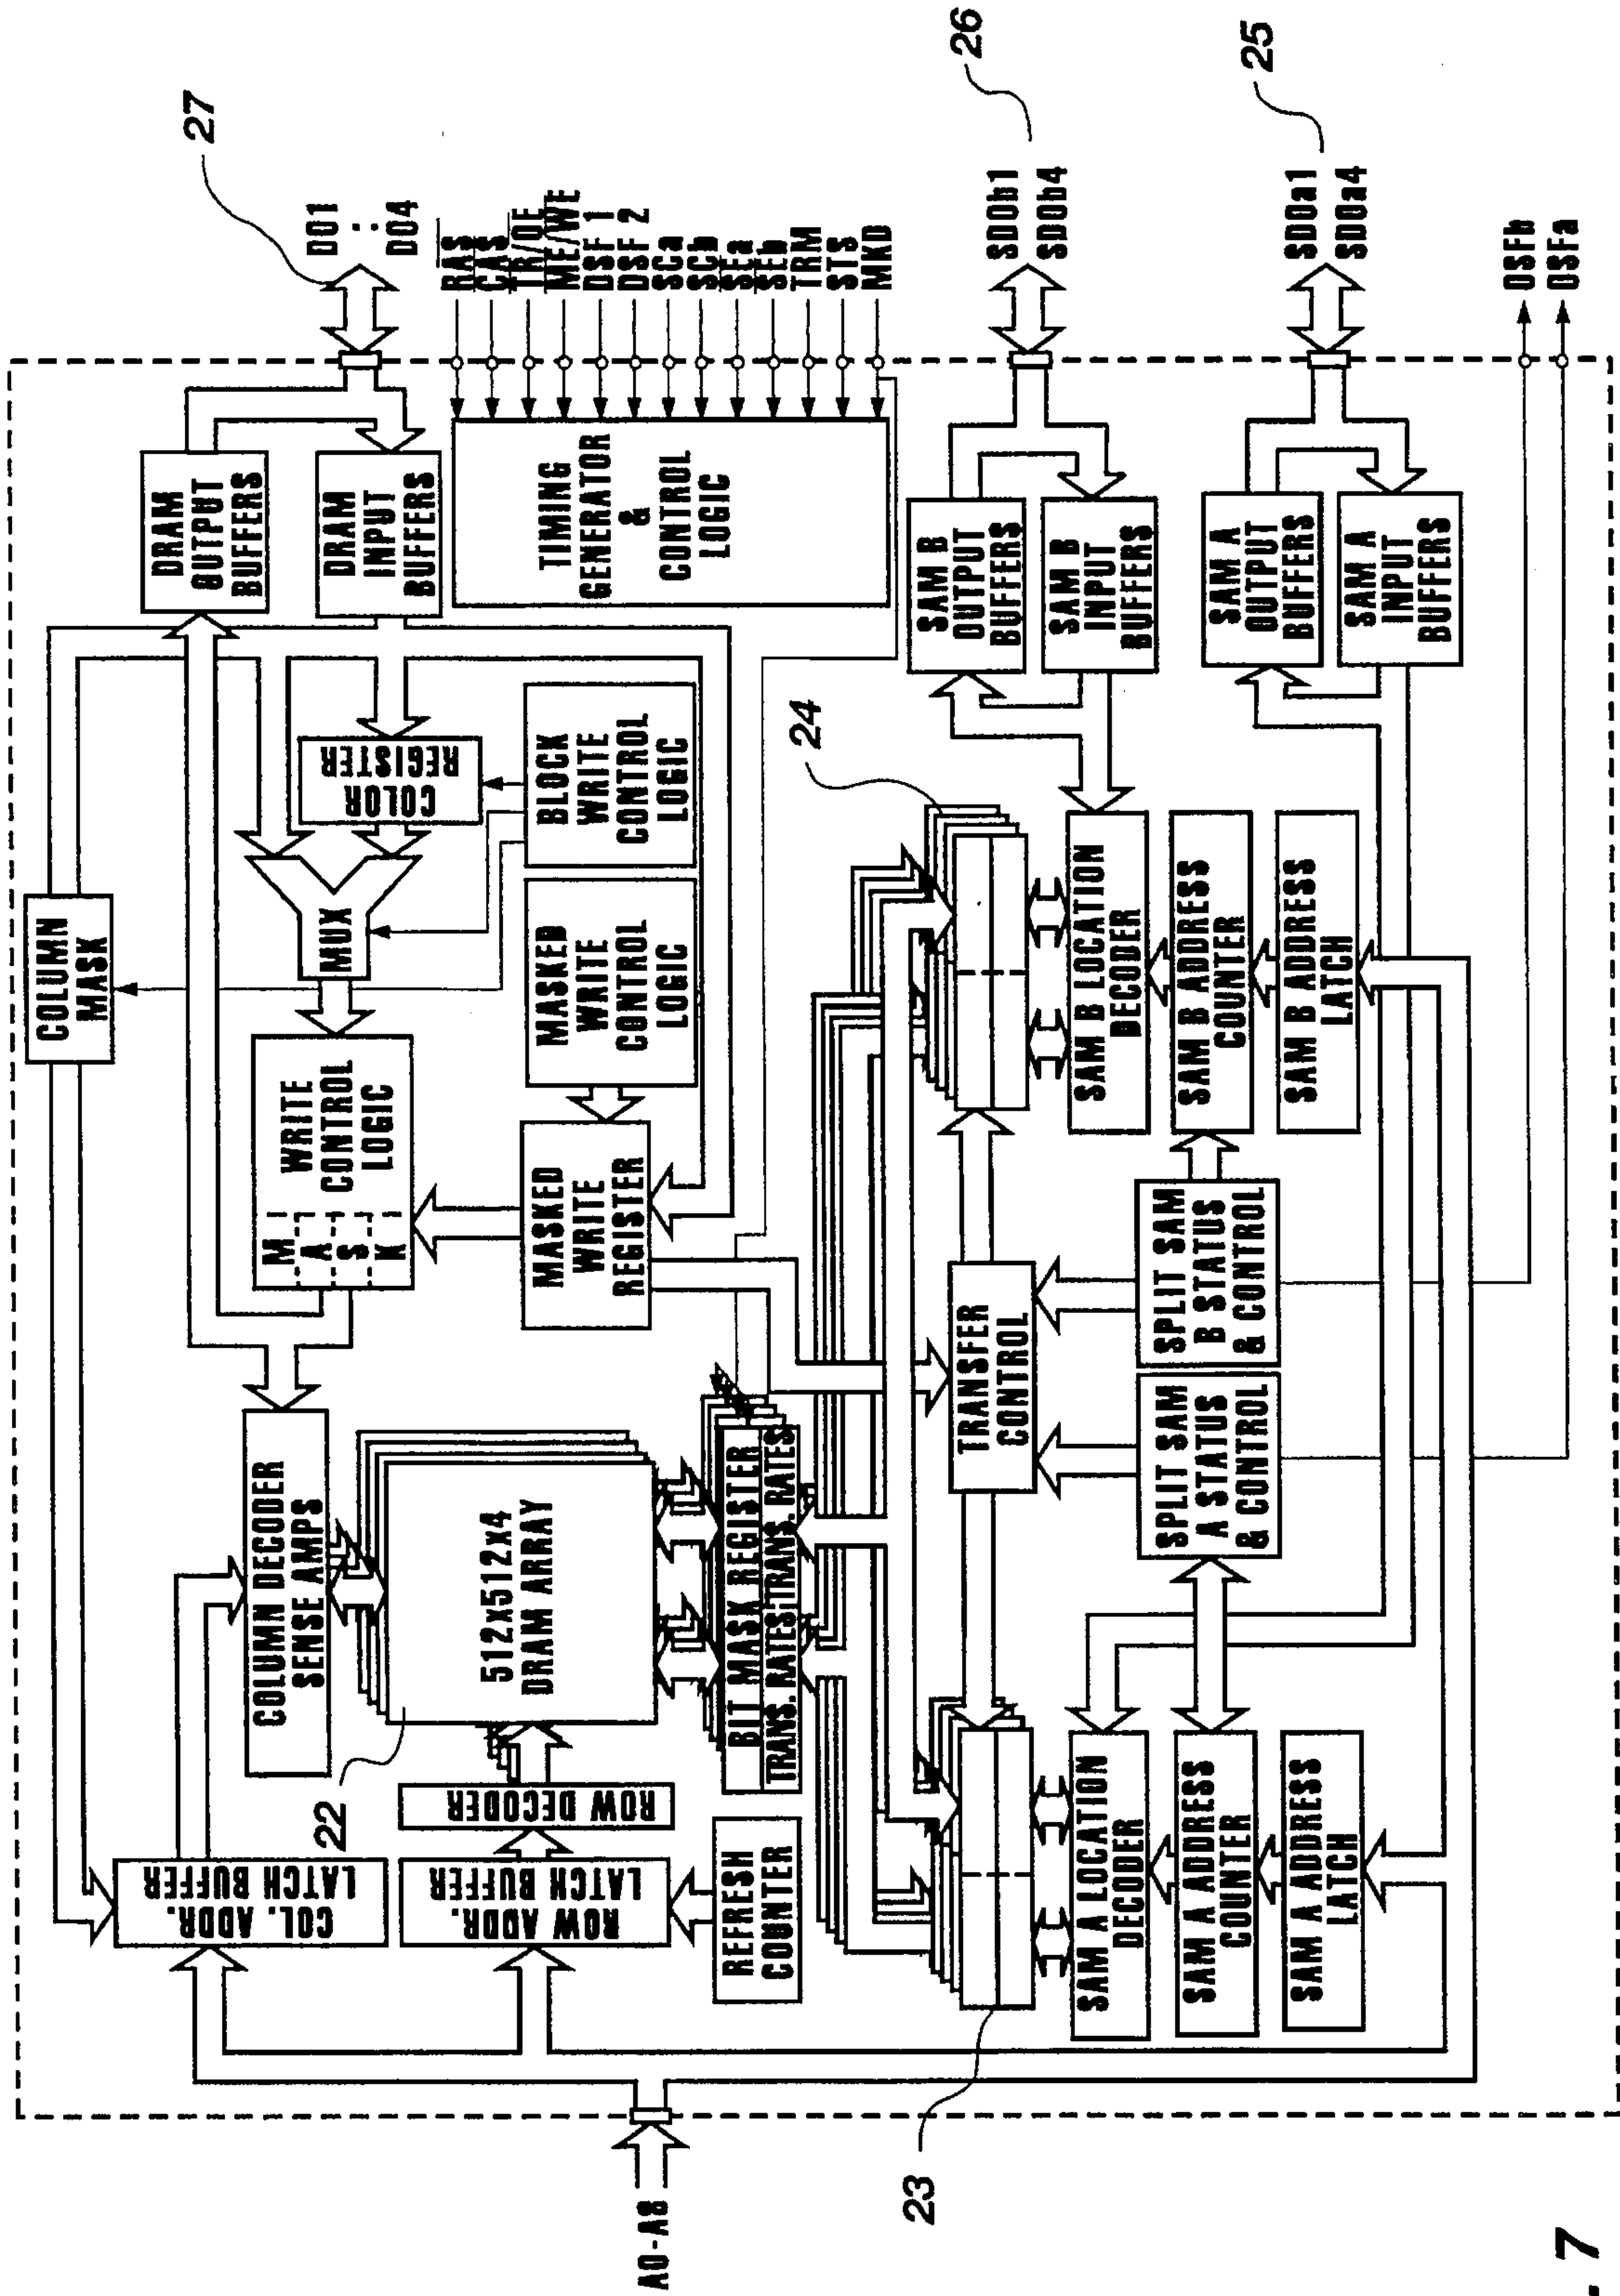 27
DQ1
:
DQ4
RAS
CAS
TR/OE
ME/WE
DSF 1
DSF 2
SCa
SCb
SEa
SEb
TRM
STS
MKD
26
SDQb1
SDQb4
25
SDQa1
SDQa4
QSFb
QSFa
DRAM
OUTPUT
BUFFERS
DRAM
INPUT
BUFFERS
TIMING
GENERATOR
&
CONTROL
LOGIC
SAM B
OUTPUT
BUFFERS
SAM B
INPUT
BUFFERS
SAM A
OUTPUT
BUFFERS
SAM A
INPUT
BUFFERS
COLUMN
MASK
COLOR
REGISTER
MUX
BLOCK
WRITE
CONTROL
LOGIC
MASKED
WRITE
CONTROL
LOGIC
WRITE
CONTROL
LOGIC
M
A
S
K
MASKED
WRITE
REGISTER
24
SAM B LOCATION
DECODER
SAM B ADDRESS
COUNTER
SAM B ADDRESS
LATCH
TRANSFER
CONTROL
SPLIT SAM
B STATUS
& CONTROL
SPLIT SAM
A STATUS
& CONTROL
COLUMN DECODER
SENSE AMPS
512x512x4
DRAM ARRAY
22
BIT MASK REGISTER
TRANS. RATES
TRANS. RATES
ROW DECODER
COL. ADDR.
LATCH BUFFER
ROW ADDR.
LATCH BUFFER
REFRESH
COUNTER
SAM A LOCATION
DECODER
SAM A ADDRESS
COUNTER
SAM A ADDRESS
LATCH
23
A0-A8
. 7